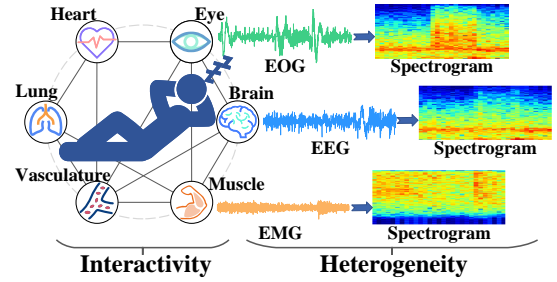 Heart
Eye
EOG
Spectrogram
Lung
Brain
EEG
Spectrogram
Vasculature
Muscle
EMG
Spectrogram
Interactivity
Heterogeneity